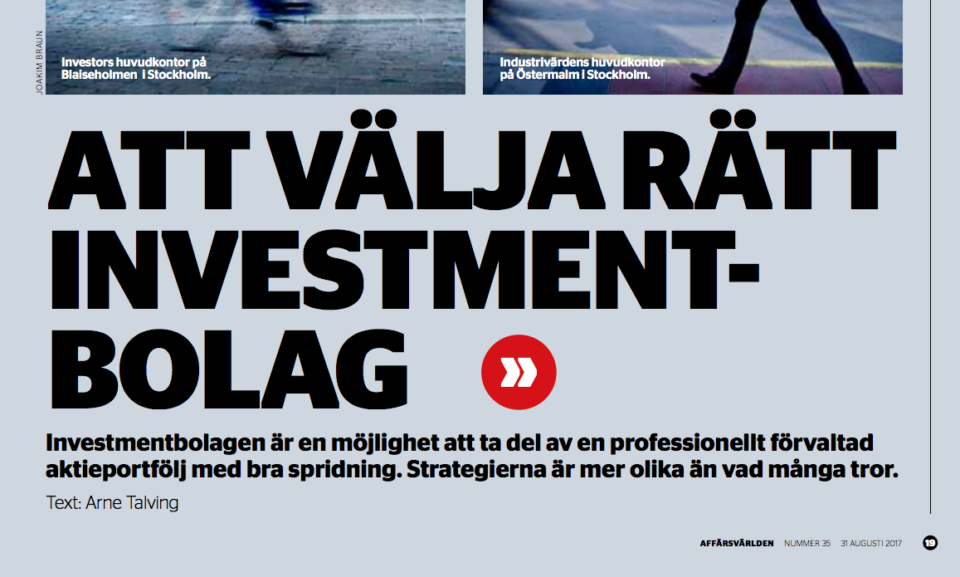 JOAKIM BRAUN
Investors huvudkontor på
Blaiseholmen i Stockholm.
Industrivärdens huvudkontor
på Östermalm i Stockholm.
ATT VÄLJA RÄTT
INVESTMENT-
BOLAG
Investmentbolagen är en möjlighet att ta del av en professionellt förvaltad
aktieportfölj med bra spridning. Strategierna är mer olika än vad många tror.
Text: Arne Talving
AFFÄRSVÄRLDEN NUMMER 35 31 AUGUSTI 2017 19